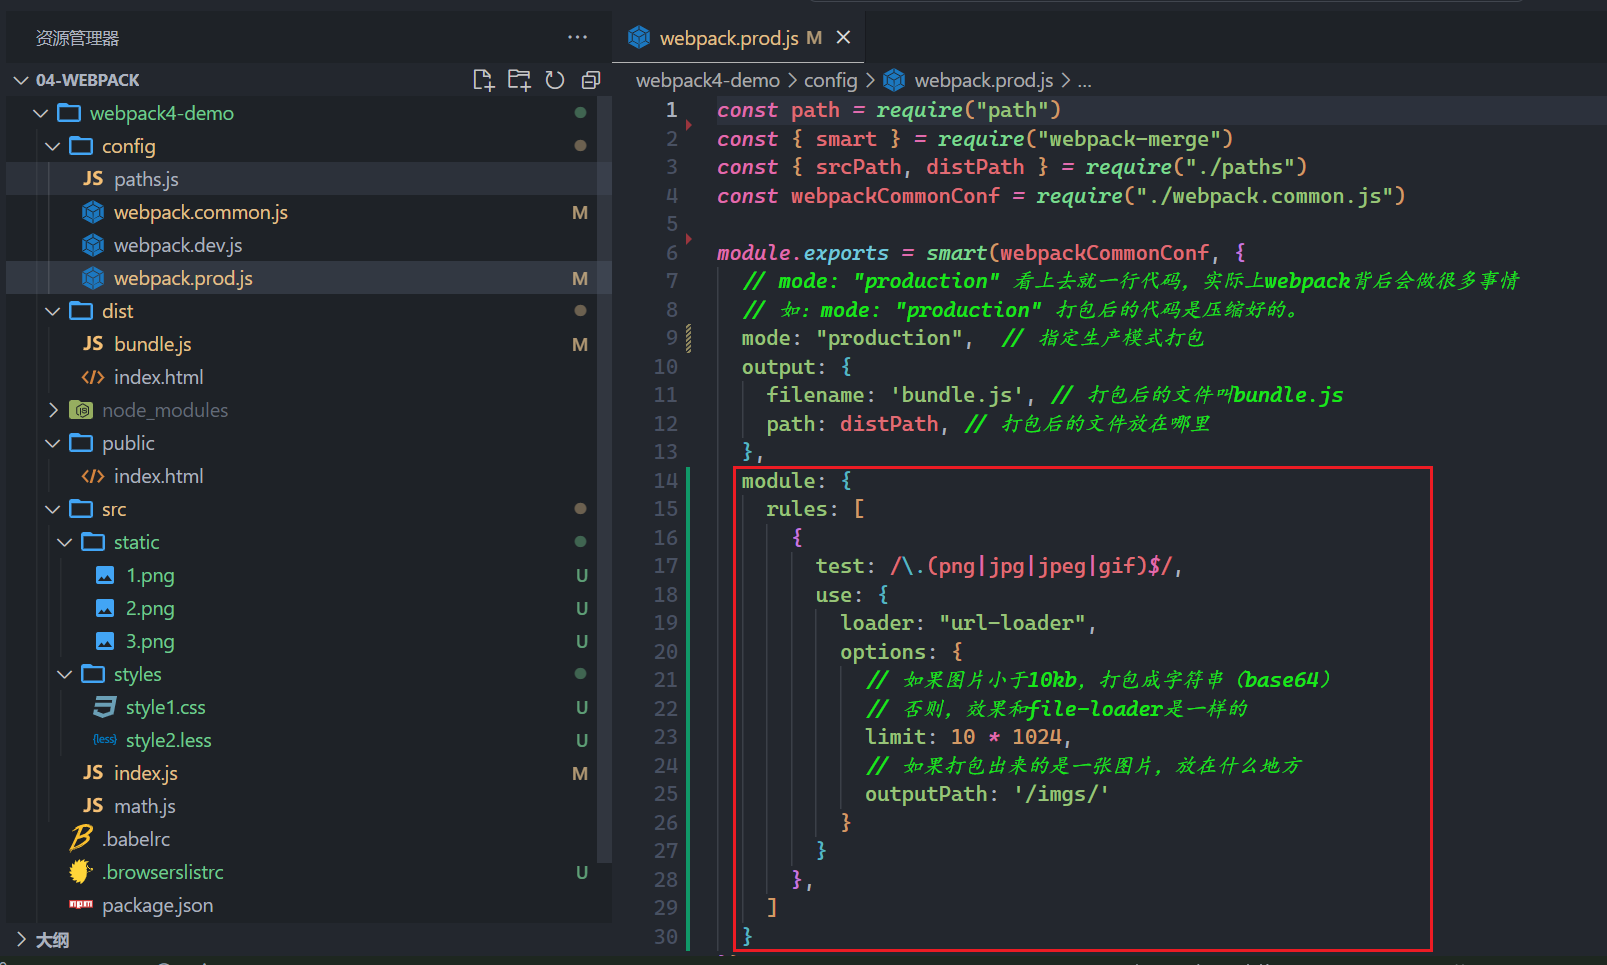 资源管理器
04-WEBPACK
webpack4-demo
config
paths.js
webpack.common.js M
webpack.dev.js
webpack.prod.js M
dist
JS bundle.js M
index.html
node_modules
public
index.html
src
static
1.png U
2.png U
3.png U
styles
style1.css U
{less} style2.less U
JS index.js M
JS math.js
.babelrc
.browserslistrc U
npm package.json
大纲
webpack.prod.js M
webpack4-demo > config > webpack.prod.js > ...
1 const path = require("path")
2 const { smart } = require("webpack-merge")
3 const { srcPath, distPath } = require("./paths")
4 const webpackCommonConf = require("./webpack.common.js")
5
6 module.exports = smart(webpackCommonConf, {
7 // mode: "production" 看上去就一行代码，实际上webpack背后会做很多事情
8 // 如：mode: "production" 打包后的代码是压缩好的。
9 mode: "production", // 指定生产模式打包
10 output: {
11 filename: 'bundle.js', // 打包后的文件叫bundle.js
12 path: distPath, // 打包后的文件放在哪里
13 },
14 module: {
15 rules: [
16 {
17 test: /\.(png|jpg|jpeg|gif)$/,
18 use: {
19 loader: "url-loader",
20 options: {
21 // 如果图片小于10kb，打包成字符串（base64）
22 // 否则，效果和file-loader是一样的
23 limit: 10 * 1024,
24 // 如果打包出来的是一张图片，放在什么地方
25 outputPath: '/imgs/'
26 }
27 }
28 },
29 ]
30 }